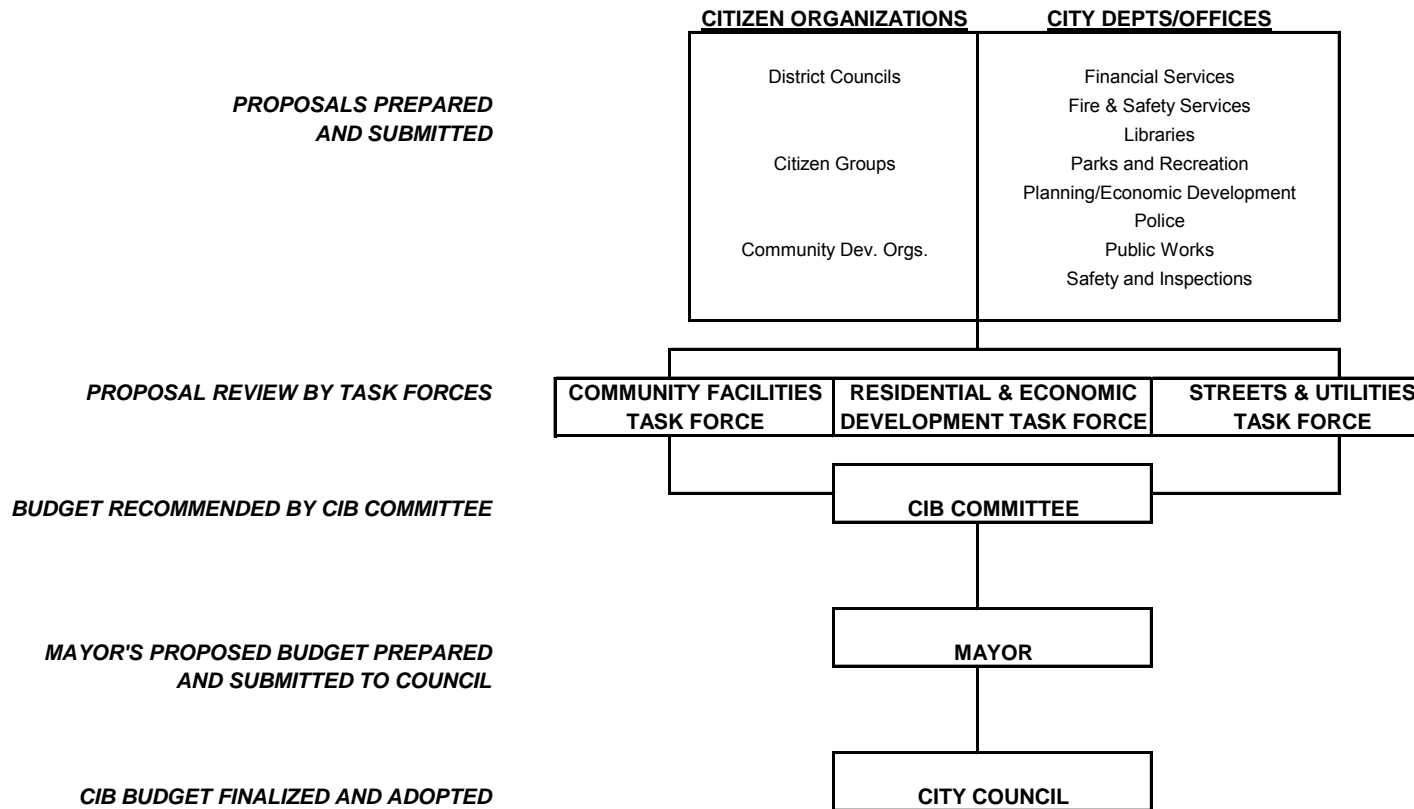 CITIZEN ORGANIZATIONS CITY DEPTS/OFFICES
District Councils Financial Services
PROPOSALS PREPARED Fire & Safety Services
AND SUBMITTED Libraries
Citizen Groups Parks and Recreation
Planning/Economic Development
Police
Community Dev. Orgs. Public Works
Safety and Inspections
PROPOSAL REVIEW BY TASK FORCES COMMUNITY FACILITIES RESIDENTIAL & ECONOMIC STREETS & UTILITIES
TASK FORCE DEVELOPMENT TASK FORCE TASK FORCE
BUDGET RECOMMENDED BY CIB COMMITTEE CIB COMMITTEE
MAYOR'S PROPOSED BUDGET PREPARED MAYOR
AND SUBMITTED TO COUNCIL
CIB BUDGET FINALIZED AND ADOPTED CITY COUNCIL